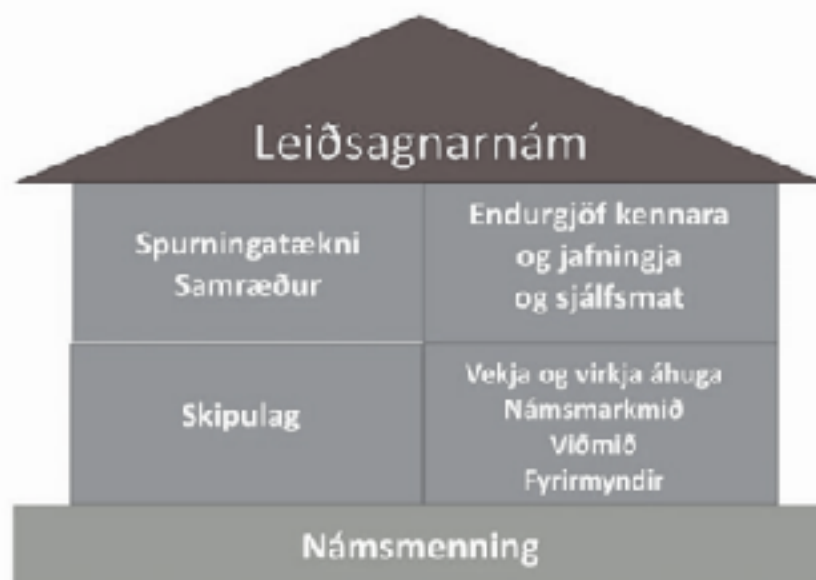 Leiðsagnarnám
Spurningatækni
Samræður
Endurgjöf kennara
og jafningja
og sjálfsmat
Skipulag
Vekja og virkja áhuga
Námsmarkmið
Viðmið
Fyrirmyndir
Námsmenning